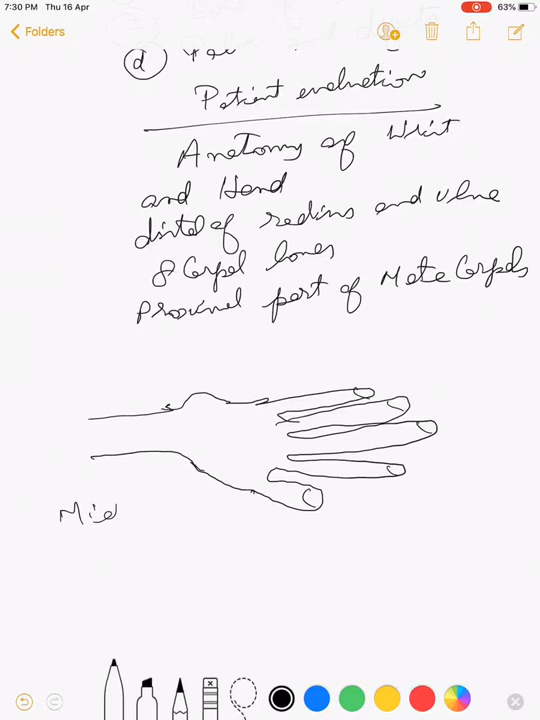 7:30 PM Thu 16 Apr
63%
Folders
d
Patient evaluation
Anatomy of Wrist
and Hand
distal of radius and ulna
8 Carpal bones
Proximal part of Meta Carpals
Mid